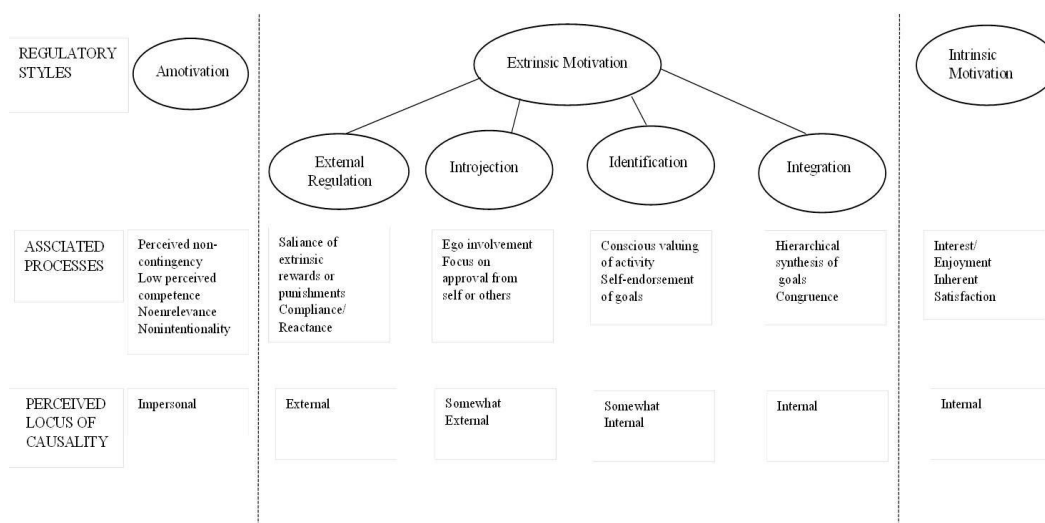 REGULATORY
STYLES
Amotivation
Extrinsic Motivation
Intrinsic
Motivation
External
Regulation
Introjection
Identification
Integration
ASSCIATED
PROCESSES
Perceived non-
contingency
Low perceived
competence
Noenrelevance
Nonintentionality
Saliance of
extrinsic
rewards or
punishments
Compliance/
Reactance
Ego involvement
Focus on
approval from
self or others
Conscious valuing
of activity
Self-endorsement
of goals
Hierarchical
synthesis of
goals
Congruence
Interest/
Enjoyment
Inherent
Satisfaction
PERCEIVED
LOCUS OF
CAUSALITY
Impersonal
External
Somewhat
External
Somewhat
Internal
Internal
Internal